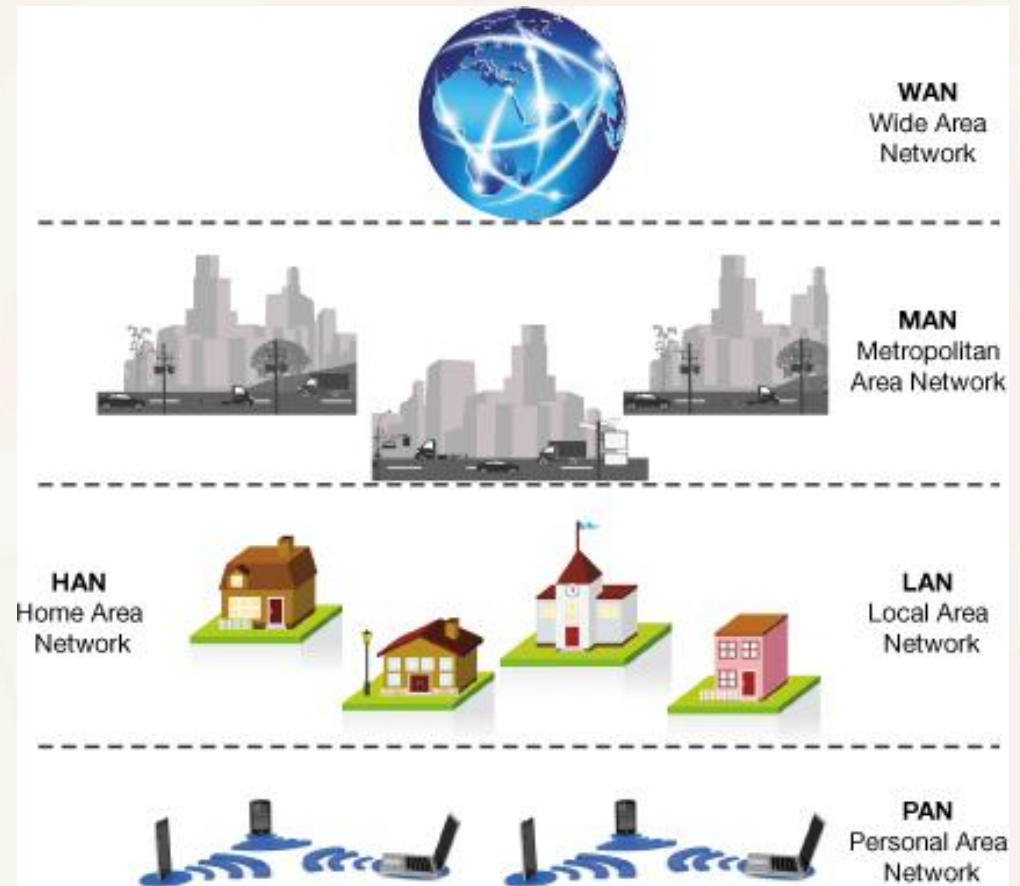 WAN
Wide Area
Network
MAN
Metropolitan
Area Network
HAN
Home Area
Network
LAN
Local Area
Network
PAN
Personal Area
Network